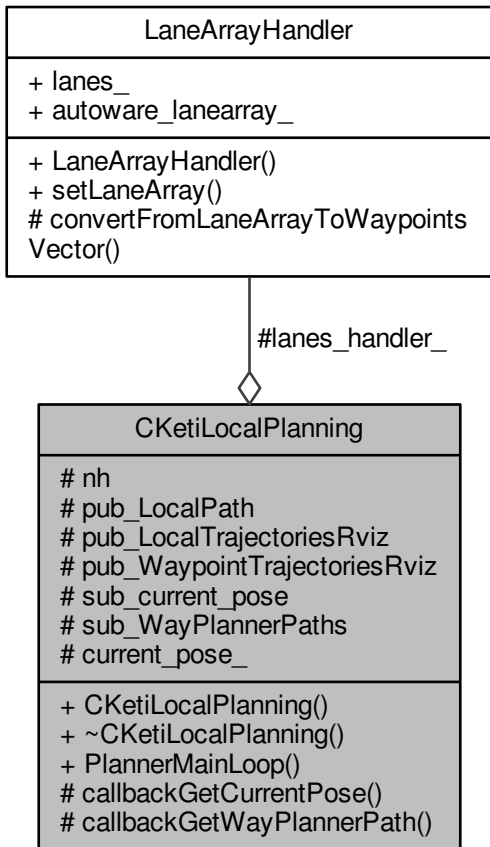 LaneArrayHandler
+ lanes_
+ autoware_lanearray_
+ LaneArrayHandler()
+ setLaneArray()
# convertFromLaneArrayToWaypoints
Vector()
#lanes_handler_
CKetiLocalPlanning
# nh
# pub_LocalPath
# pub_LocalTrajectoriesRviz
# pub_WaypointTrajectoriesRviz
# sub_current_pose
# sub_WayPlannerPaths
# current_pose_
+ CKetiLocalPlanning()
+ ~CKetiLocalPlanning()
+ PlannerMainLoop()
# callbackGetCurrentPose()
# callbackGetWayPlannerPath()